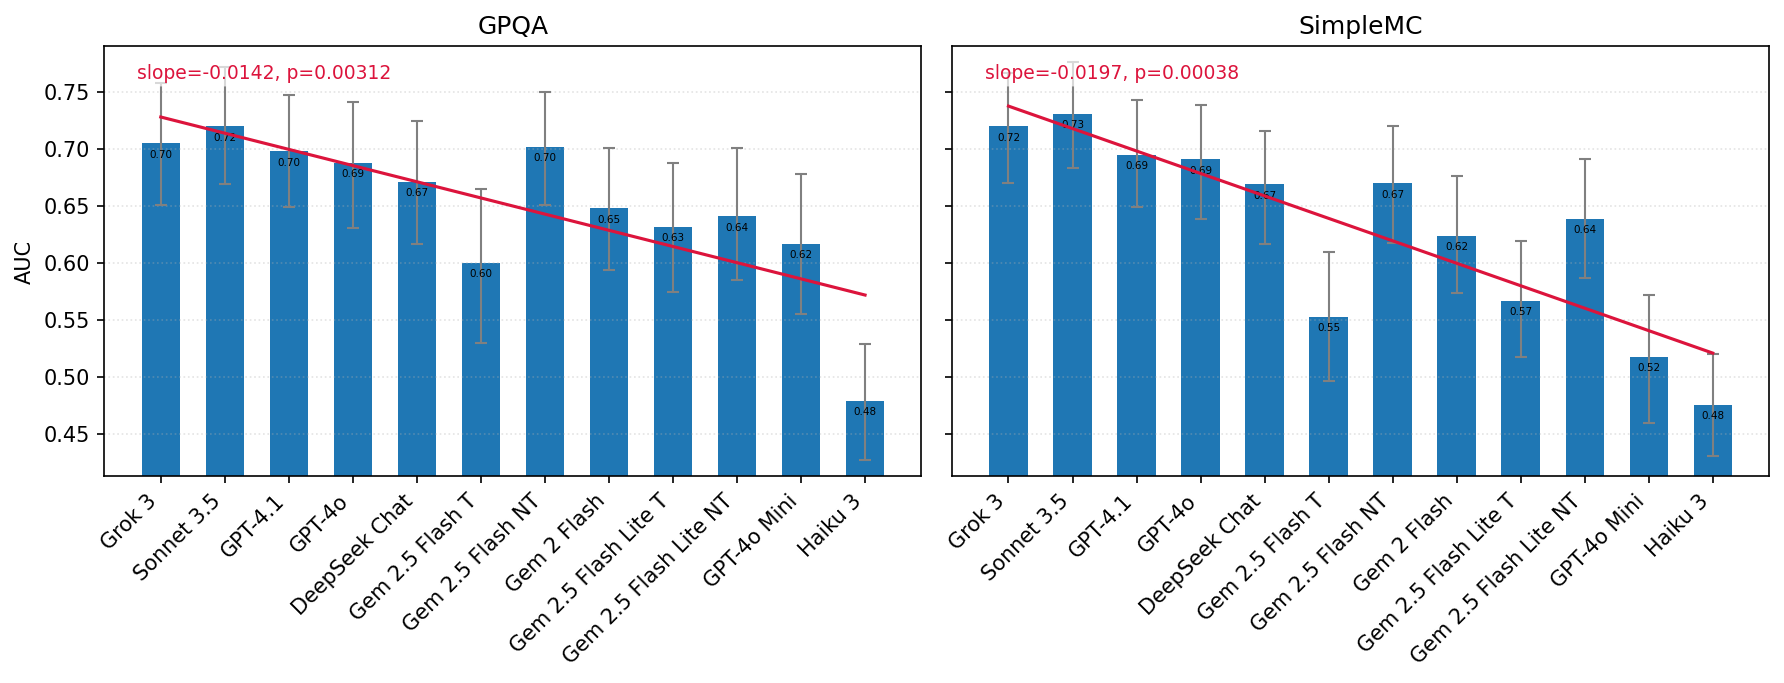 GPQA
slope=-0.0142, p=0.00312
AUC
0.75
0.70
0.65
0.60
0.55
0.50
0.45
0.70
0.72
0.70
0.69
0.67
0.60
0.70
0.65
0.63
0.64
0.62
0.48
Grok 3
Sonnet 3.5
GPT-4.1
GPT-4o
DeepSeek Chat
Gem 2.5 Flash T
Gem 2.5 Flash NT
Gem 2 Flash
Gem 2.5 Flash Lite T
Gem 2.5 Flash Lite NT
GPT-4o Mini
Haiku 3
SimpleMC
slope=-0.0197, p=0.00038
0.72
0.73
0.69
0.69
0.67
0.55
0.67
0.62
0.57
0.64
0.52
0.48
Grok 3
Sonnet 3.5
GPT-4.1
GPT-4o
DeepSeek Chat
Gem 2.5 Flash T
Gem 2.5 Flash NT
Gem 2 Flash
Gem 2.5 Flash Lite T
Gem 2.5 Flash Lite NT
GPT-4o Mini
Haiku 3